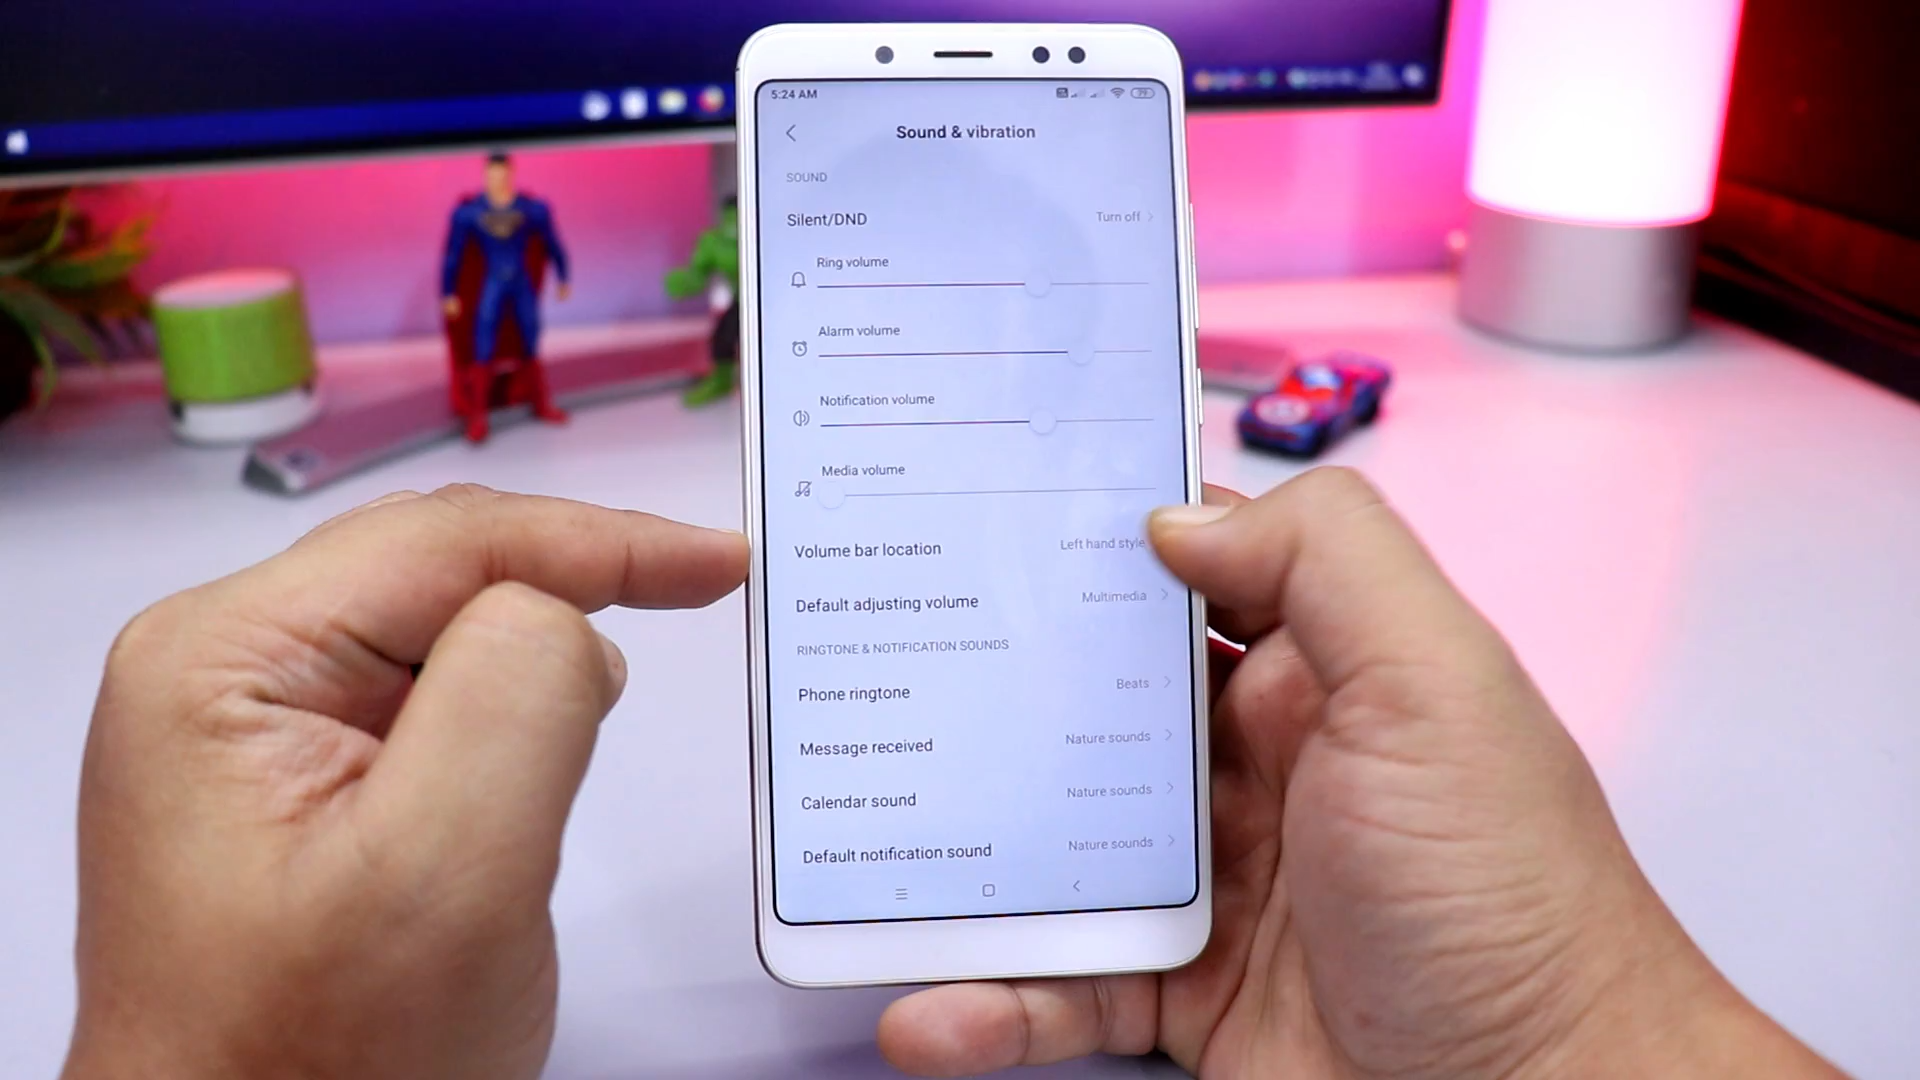 5:24 AM
79
Sound & vibration
SOUND
Silent/DND
Turn off
Ring volume
Alarm volume
Notification volume
Media volume
Volume bar location
Left hand style
Default adjusting volume
Multimedia
RINGTONE & NOTIFICATION SOUNDS
Phone ringtone
Beats
Message received
Nature sounds
Calendar sound
Nature sounds
Default notification sound
Nature sounds